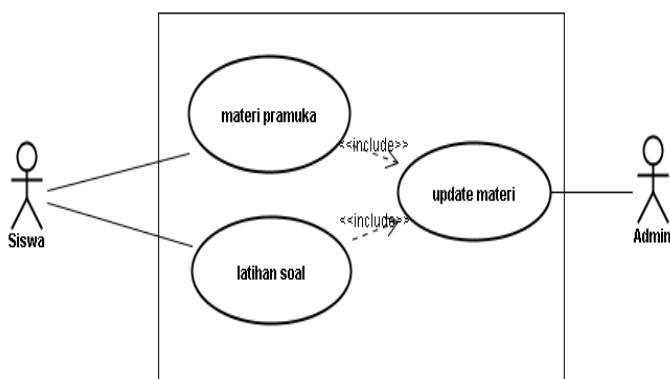 materi pramuka
<<include>>
update materi
<<include>>
latihan soal
Siswa
Admin